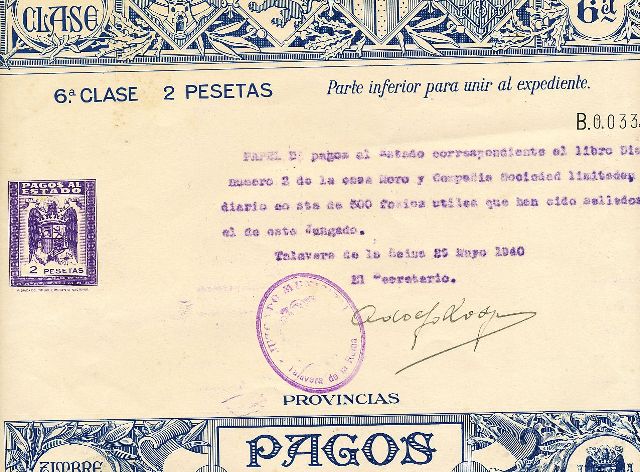 CLASE 6ª
6ª CLASE 2 PESETAS Parte inferior para unir al expediente.
B.0.033
PAPEL DE pagos al estado correspondiente al libro Dia
numero 2 de la casa Moro y Compañia Sociedad limitada,
diario co sta de 500 fosios utiles que han sido sellados
el de este Juzgado.
Talavera de la Reina 25 Mayo 1940
El Secretario.
PAGOS AL
ESTADO
2 PESETAS
Talavera de la Reina
PROVINCIAS
TIMBRE PAGOS